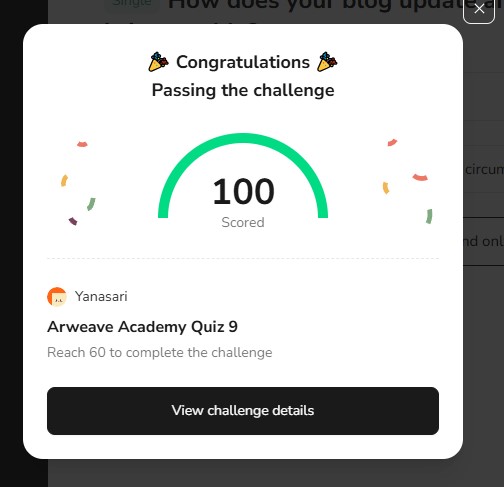 Single How does your blog update
Congratulations
Passing the challenge
100
Scored
circum
nd onl
Yanasari
Arweave Academy Quiz 9
Reach 60 to complete the challenge
View challenge details